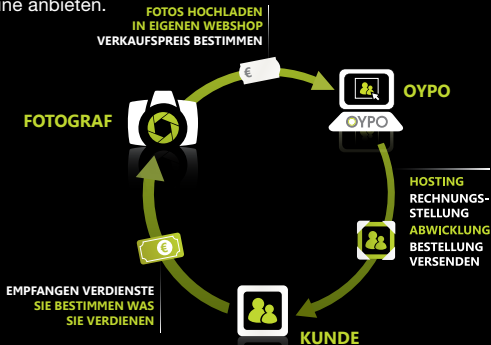 ine anbieten.
FOTOS HOCHLADEN
IN EIGENEN WEBSHOP
VERKAUFSPREIS BESTIMMEN
€
FOTOGRAF
OYPO
OYPO
HOSTING
RECHNUNGS-
STELLUNG
ABWICKLUNG
BESTELLUNG
VERSENDEN
€
EMPFANGEN VERDIENSTE
SIE BESTIMMEN WAS
SIE VERDIENEN
KUNDE